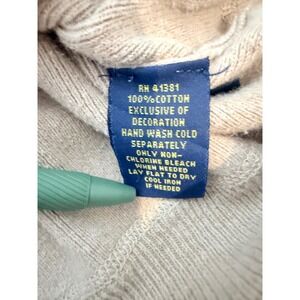 RN 41381
100% COTTON
EXCLUSIVE OF
DECORATION
HAND WASH COLD
SEPARATELY
ONLY NON-
CHLORINE BLEACH
WHEN NEEDED
LAY FLAT TO DRY
COOL IRON
IF NEEDED